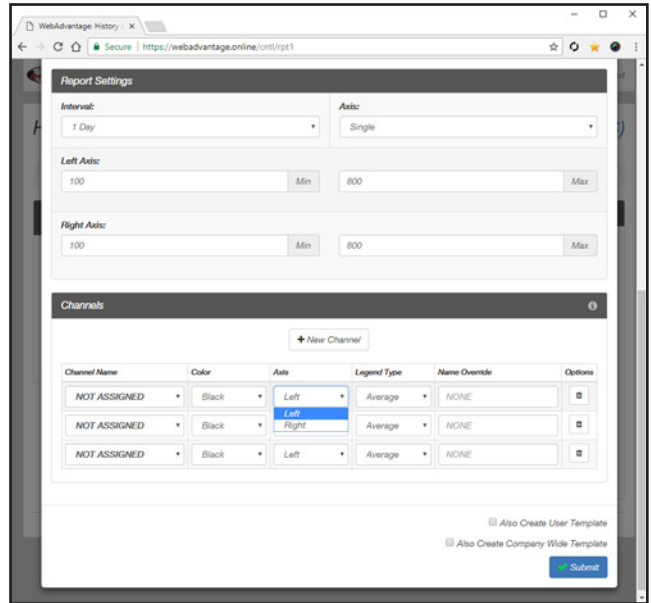 WebAdvantage: History
Secure | https://webadvantage.online/cntl/rpt1
Report Settings
Interval: Axis:
1 Day Single
Left Axis:
100 Min 800 Max
Right Axis:
100 Min 800 Max
Channels
+ New Channel
Channel Name Color Axis Legend Type Name Override Options
NOT ASSIGNED Black Left Average NONE
Left
Right
NOT ASSIGNED Black Average NONE
NOT ASSIGNED Black Left Average NONE
Also Create User Template
Also Create Company Wide Template
Submit